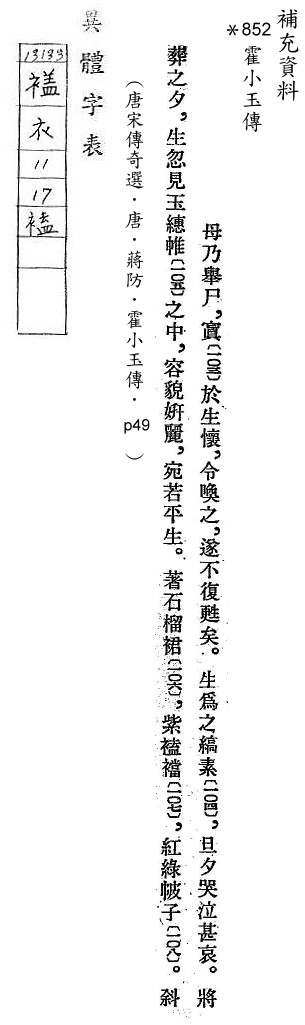 補充資料
*852
霍小玉傳
母乃舉尸，寘〔一〇三〕於生懷，令喚之，遂不復甦矣。生爲之縞素〔一〇四〕，旦夕哭泣甚哀。將
葬之夕，生忽見玉繐帷〔一〇五〕之中，容貌妍麗，宛若平生。著石榴裙〔一〇六〕，紫𧛾襠〔一〇七〕，紅綠帔子〔一〇八〕。斜
（唐宋傳奇選．唐．蔣防．霍小玉傳．p49）
異體字表
13133
衣
11
17